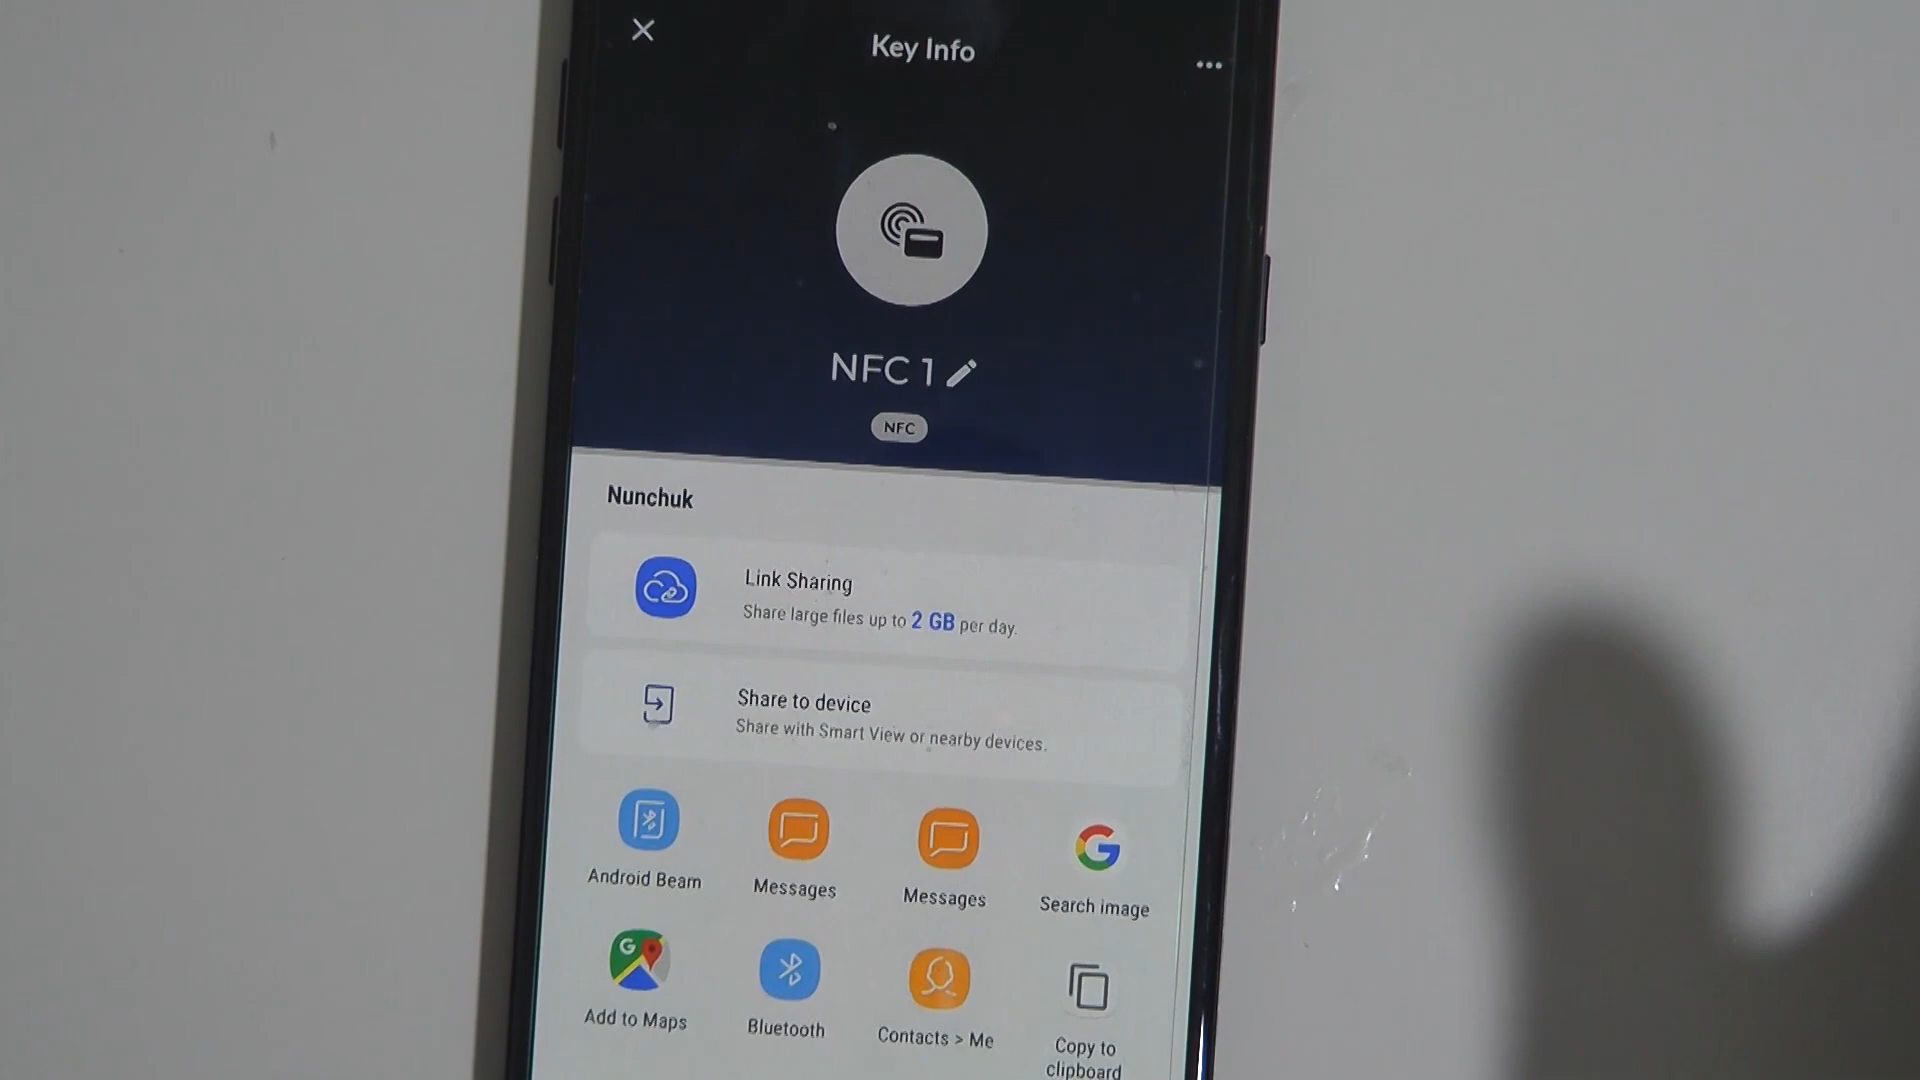 Key Info
NFC 1
NFC
Nunchuk
Link Sharing
Share large files up to 2 GB per day.
Share to device
Share with Smart View or nearby devices.
Android Beam
Messages
Messages
Search image
G
Add to Maps
Bluetooth
Contacts > Me
Copy to
clipboard